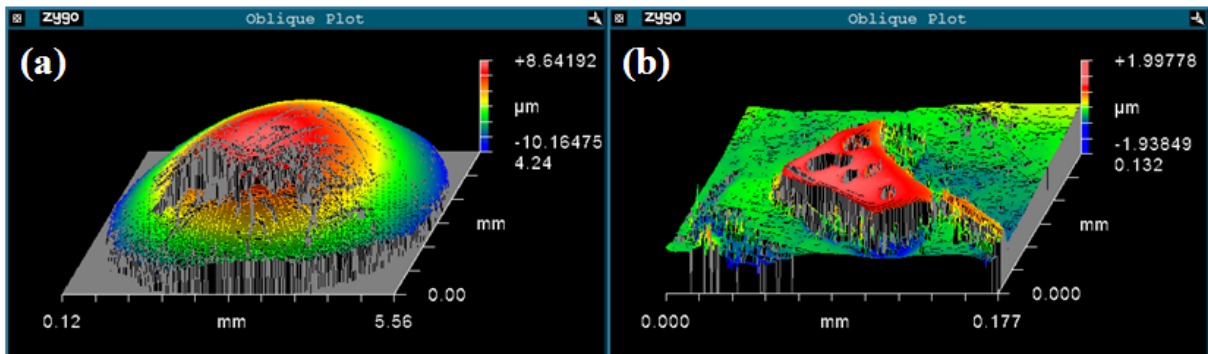 zygo Oblique Plot
(a)
+8.64192
µm
-10.16475
4.24
mm
0.00
0.12 mm 5.56
zygo Oblique Plot
(b)
+1.99778
µm
-1.93849
0.132
mm
0.000
0.000 mm 0.177